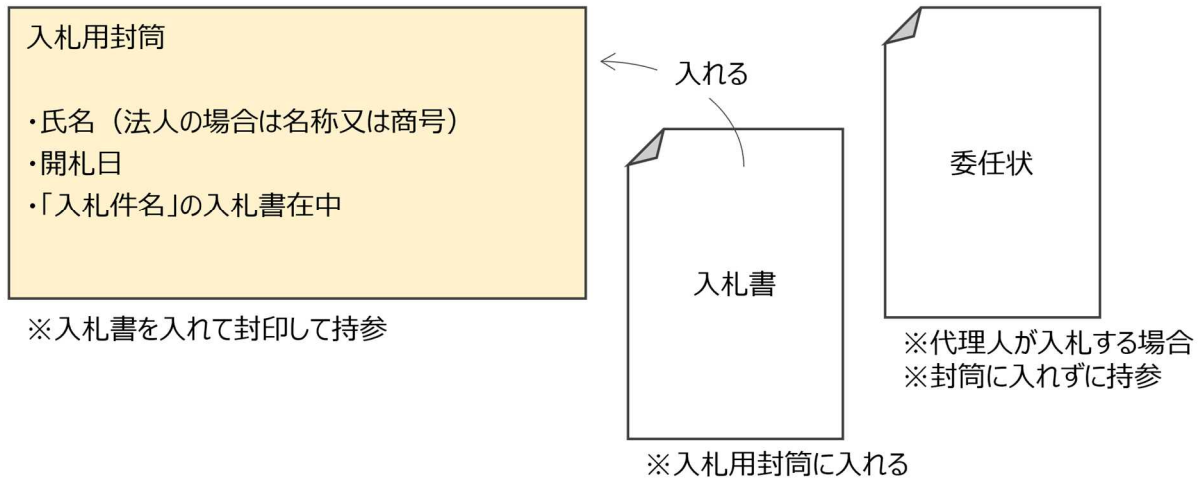 入札用封筒
・氏名（法人の場合は名称又は商号）
・開札日
・「入札件名」の入札書在中
※入札書を入れて封印して持参
入れる
入札書
※入札用封筒に入れる
委任状
※代理人が入札する場合
※封筒に入れずに持参